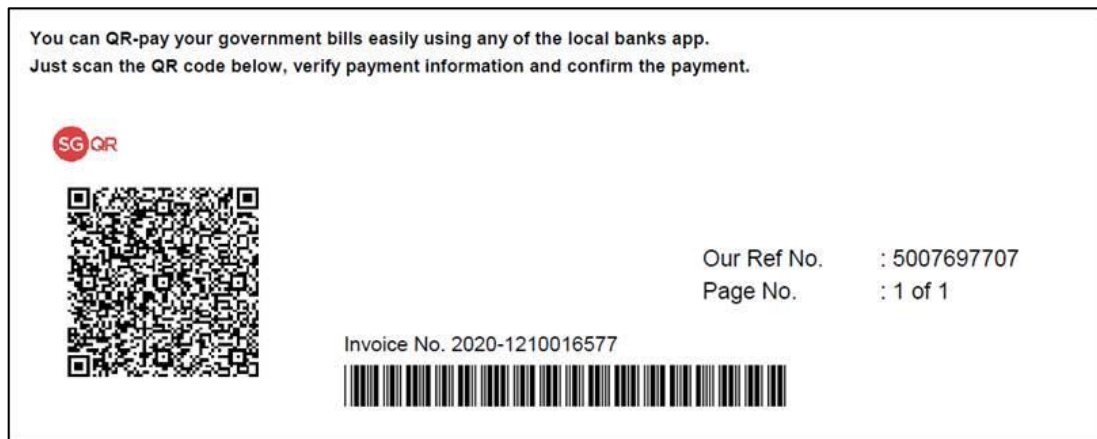 You can QR-pay your government bills easily using any of the local banks app.
Just scan the QR code below, verify payment information and confirm the payment.
SG QR
Our Ref No. : 5007697707
Page No. : 1 of 1
Invoice No. 2020-1210016577